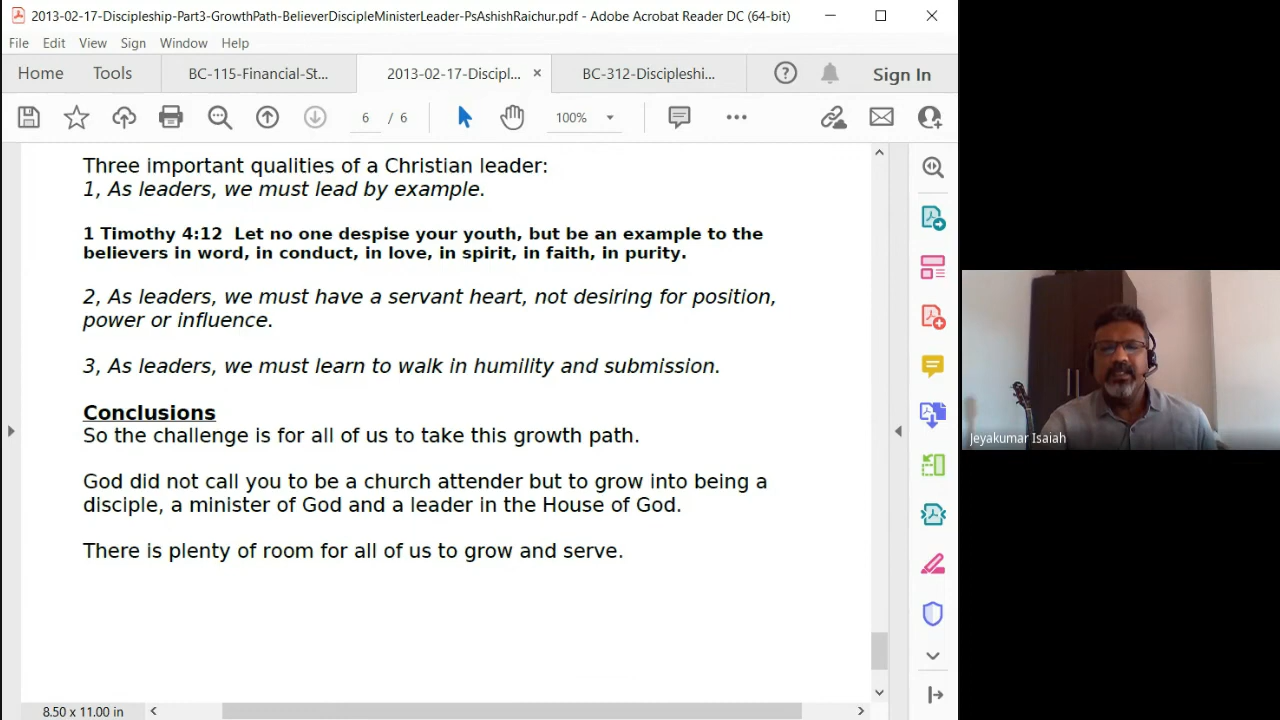 2013-02-17-Discipleship-Part3-GrowthPath-BelieverDiscipleMinisterLeader-PsAshishRaichur.pdf - Adobe Acrobat Reader DC (64-bit)
File Edit View Sign Window Help
Home Tools BC-115-Financial-St... 2013-02-17-Discipl... × BC-312-Discipleshi... Sign In
6 / 6 100%
Three important qualities of a Christian leader:
1, As leaders, we must lead by example.
1 Timothy 4:12 Let no one despise your youth, but be an example to the
believers in word, in conduct, in love, in spirit, in faith, in purity.
2, As leaders, we must have a servant heart, not desiring for position,
power or influence.
3, As leaders, we must learn to walk in humility and submission.
Conclusions
So the challenge is for all of us to take this growth path.
God did not call you to be a church attender but to grow into being a
disciple, a minister of God and a leader in the House of God.
There is plenty of room for all of us to grow and serve.
8.50 x 11.00 in
Jeyakumar Isaiah